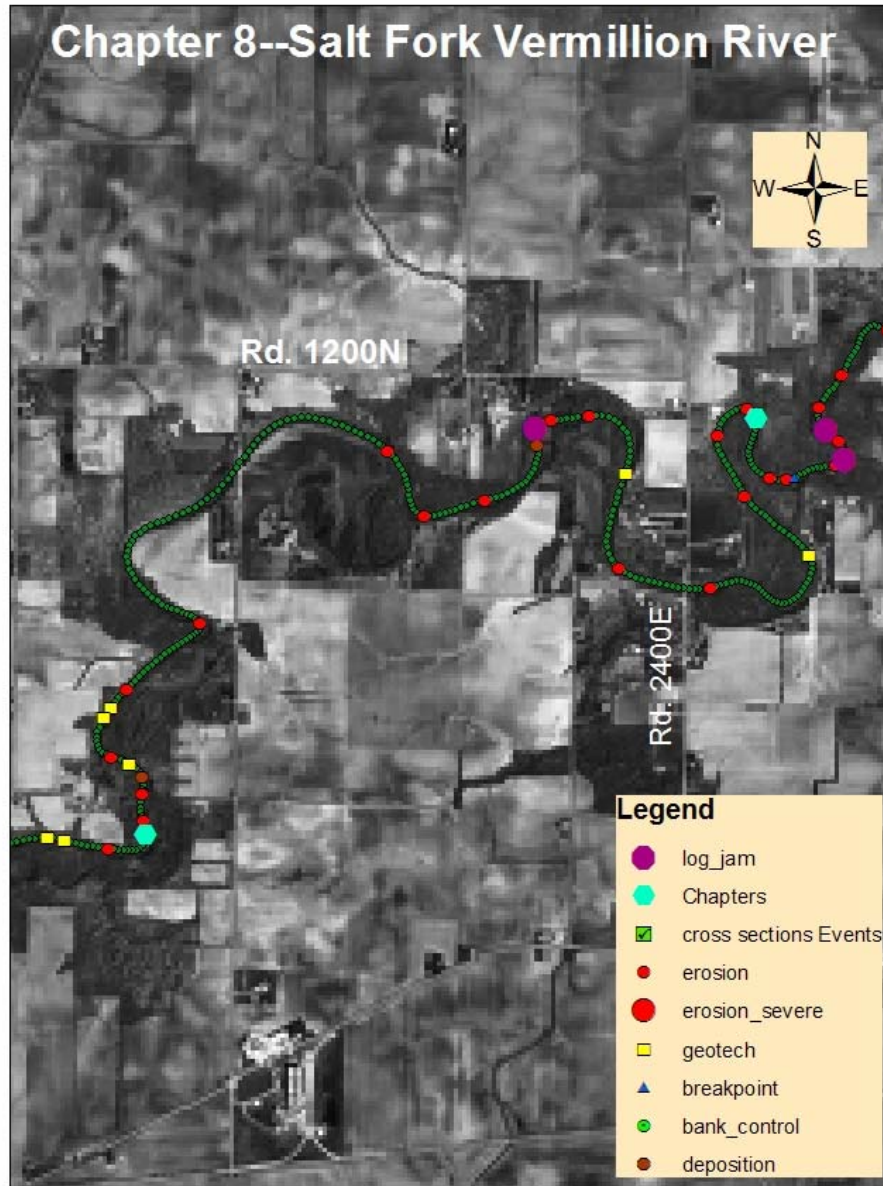 Chapter 8--Salt Fork Vermillion River
N
W E
S
Rd. 1200N
Rd. 2400E
Legend
log_jam
Chapters
cross sections Events
erosion
erosion_severe
geotech
breakpoint
bank_control
deposition